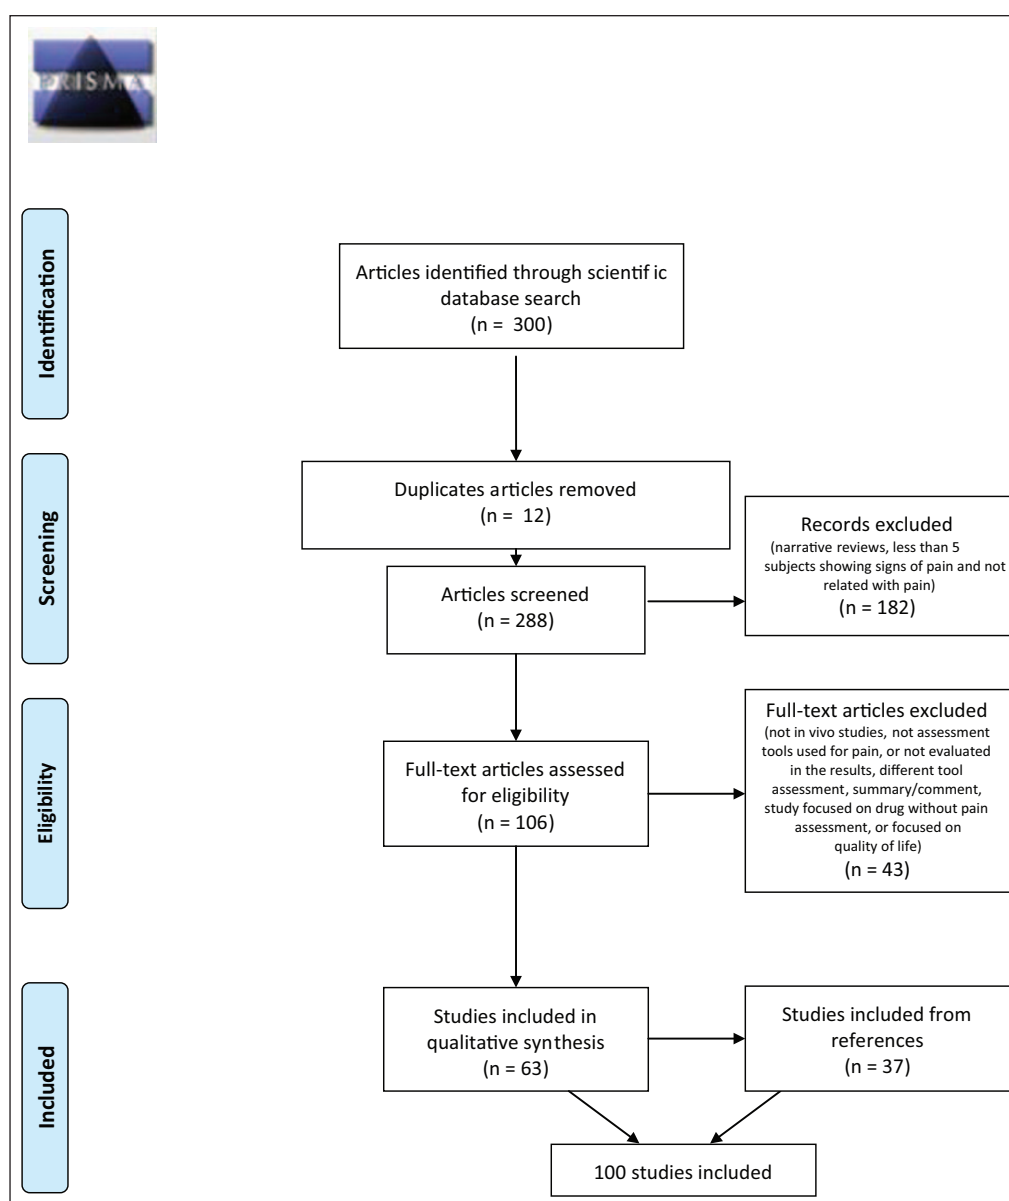 PRISMA
Identification
Articles identified through scientific
database search
(n = 300)
Screening
Duplicates articles removed
(n = 12)
Articles screened
(n = 288)
Records excluded
(narrative reviews, less than 5
subjects showing signs of pain and not
related with pain)
(n = 182)
Eligibility
Full-text articles assessed
for eligibility
(n = 106)
Full-text articles excluded
(not in vivo studies, not assessment
tools used for pain, or not evaluated
in the results, different tool
assessment, summary/comment,
study focused on drug without pain
assessment, or focused on
quality of life)
(n = 43)
Included
Studies included in
qualitative synthesis
(n = 63)
Studies included from
references
(n = 37)
100 studies included